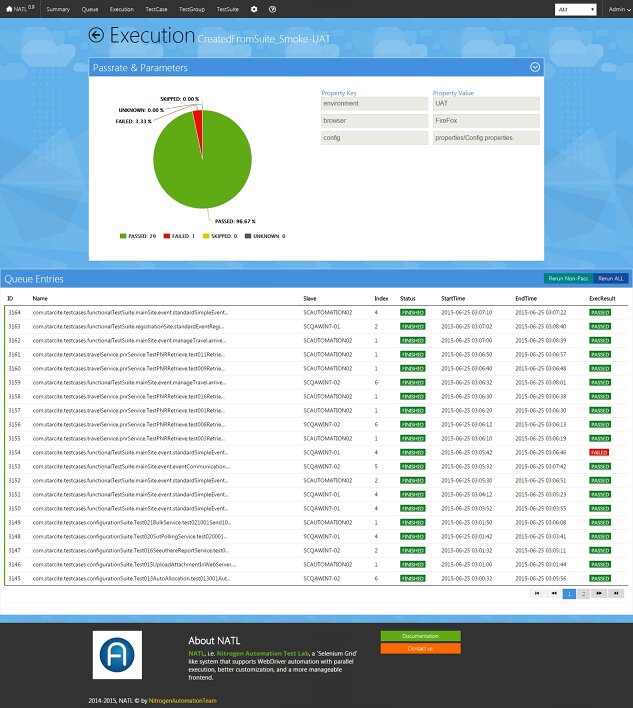 NATL 0.9 Summary Queue Execution TestCase TestGroup TestSuite AM Admin
Execution CreatedFromSuite_Smoke-UAT
Passrate & Parameters
SKIPPED: 0.00 %
UNKNOWN: 0.00 %
FAILED: 3.33 %
PASSED: 96.67 %
PASSED: 29 FAILED: 1 SKIPPED: 0 UNKNOWN: 0
Property Key Property Value
environment UAT
browser FireFox
config properties/Config.properties
Queue Entries Rerun Non-Pass Rerun ALL
ID Name Slave Index Status StartTime EndTime ExecResult
3164 com.starcite.testcases.functionalTestSuite.mainSite.event.standardSimpleEvent... SCAUTOMATION02 4 FINISHED 2015-06-25 03:07:10 2015-06-25 03:07:22 PASSED
3163 com.starcite.testcases.functionalTestSuite.registrationSite.standardEventRegi... SCQAWIN7-01 2 FINISHED 2015-06-25 03:07:02 2015-06-25 03:08:40 PASSED
3162 com.starcite.testcases.functionalTestSuite.mainSite.event.manageTravel.arrive... SCAUTOMATION02 1 FINISHED 2015-06-25 03:07:00 2015-06-25 03:08:39 PASSED
3161 com.starcite.testcases.travelService.pnrService.TestPNRRetrieve.test011Retrie... SCAUTOMATION02 1 FINISHED 2015-06-25 03:06:50 2015-06-25 03:06:57 PASSED
3160 com.starcite.testcases.travelService.pnrService.TestPNRRetrieve.test009Retrie... SCAUTOMATION02 1 FINISHED 2015-06-25 03:06:40 2015-06-25 03:06:48 PASSED
3159 com.starcite.testcases.functionalTestSuite.mainSite.event.manageTravel.arrive... SCQAWIN7-02 6 FINISHED 2015-06-25 03:06:32 2015-06-25 03:08:01 PASSED
3158 com.starcite.testcases.travelService.pnrService.TestPNRRetrieve.test016Retrie... SCAUTOMATION02 1 FINISHED 2015-06-25 03:06:30 2015-06-25 03:06:38 PASSED
3157 com.starcite.testcases.travelService.pnrService.TestPNRRetrieve.test001Retrie... SCAUTOMATION02 1 FINISHED 2015-06-25 03:06:20 2015-06-25 03:06:30 PASSED
3156 com.starcite.testcases.travelService.pnrService.TestPNRRetrieve.test008Retrie... SCQAWIN7-02 6 FINISHED 2015-06-25 03:06:12 2015-06-25 03:06:13 PASSED
3155 com.starcite.testcases.travelService.pnrService.TestPNRRetrieve.test003Retrie... SCAUTOMATION02 1 FINISHED 2015-06-25 03:06:10 2015-06-25 03:06:19 PASSED
3154 com.starcite.testcases.functionalTestSuite.mainSite.event.standardSimpleEvent... SCQAWIN7-01 4 FINISHED 2015-06-25 03:05:42 2015-06-25 03:06:46 FAILED
3153 com.starcite.testcases.functionalTestSuite.mainSite.event.eventCommunication... SCQAWIN7-02 5 FINISHED 2015-06-25 03:05:32 2015-06-25 03:07:42 PASSED
3152 com.starcite.testcases.functionalTestSuite.mainSite.event.standardSimpleEvent... SCAUTOMATION02 2 FINISHED 2015-06-25 03:05:30 2015-06-25 03:06:51 PASSED
3151 com.starcite.testcases.functionalTestSuite.mainSite.event.standardSimpleEvent... SCQAWIN7-01 4 FINISHED 2015-06-25 03:04:12 2015-06-25 03:05:23 PASSED
3150 com.starcite.testcases.functionalTestSuite.mainSite.event.standardSimpleEvent... SCQAWIN7-01 4 FINISHED 2015-06-25 03:03:52 2015-06-25 03:03:55 PASSED
3149 com.starcite.testcases.configurationSuite.Test021BulkService.test021001Send10... SCAUTOMATION02 1 FINISHED 2015-06-25 03:01:50 2015-06-25 03:06:08 PASSED
3148 com.starcite.testcases.configurationSuite.Test020SutPollingService.test020001... SCQAWIN7-01 4 FINISHED 2015-06-25 03:01:42 2015-06-25 03:03:41 PASSED
3147 com.starcite.testcases.configurationSuite.Test016SeeuthereReportService.test0... SCQAWIN7-02 2 FINISHED 2015-06-25 03:01:32 2015-06-25 03:05:11 PASSED
3146 com.starcite.testcases.configurationSuite.Test015UploadAttachmentInWebServer... SCAUTOMATION02 1 FINISHED 2015-06-25 03:01:00 2015-06-25 03:01:44 PASSED
3145 com.starcite.testcases.configurationSuite.Test013AutoAllocation.test013001Aut... SCQAWIN7-02 6 FINISHED 2015-06-25 03:00:32 2015-06-25 03:05:56 PASSED
1 2
About NATL
NATL, i.e. Nitrogen Automation Test Lab, a 'Selenium Grid'
like system that supports WebDriver automation with parallel
execution, better customization, and a more manageable
frontend.
Documentation
Contact us
2014-2015, NATL © by NitrogenAutomationTeam